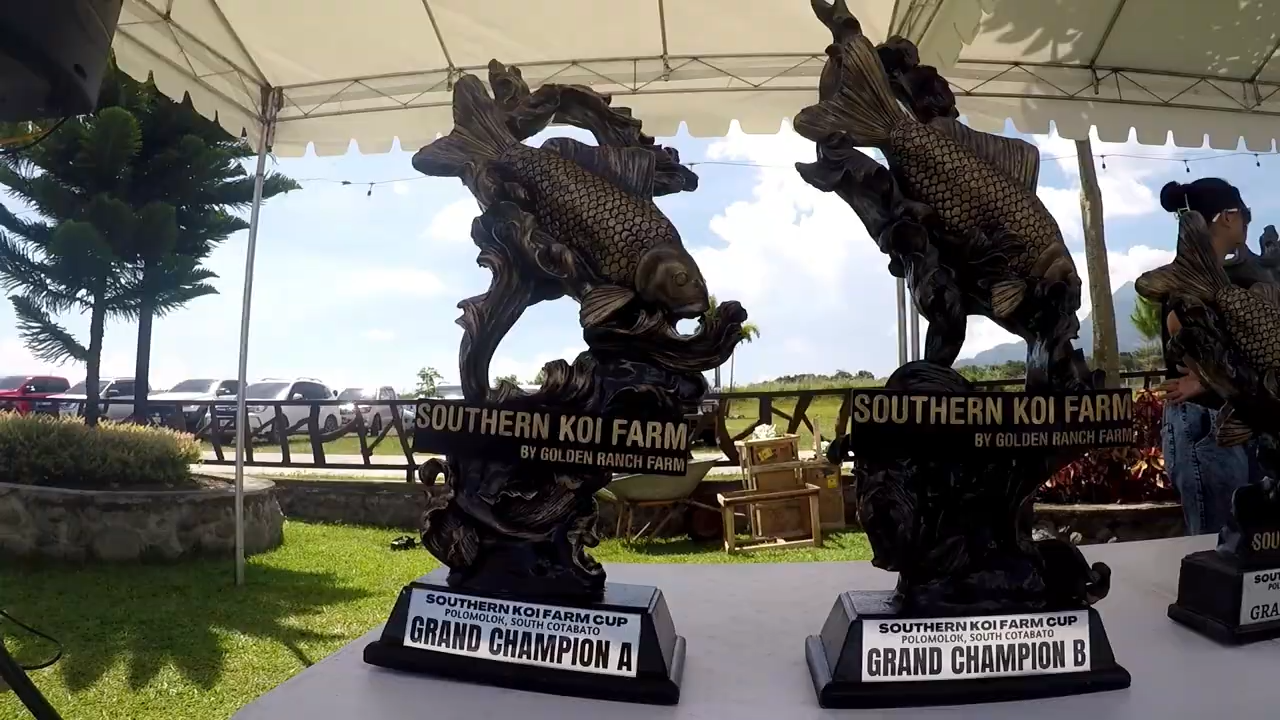 SOUTHERN KOI FARM
BY GOLDEN RANCH FARM
SOUTHERN KOI FARM CUP
POLOMOLOK, SOUTH COTABATO
GRAND CHAMPION A
SOUTHERN KOI FARM
BY GOLDEN RANCH FARM
SOUTHERN KOI FARM CUP
POLOMOLOK, SOUTH COTABATO
GRAND CHAMPION B